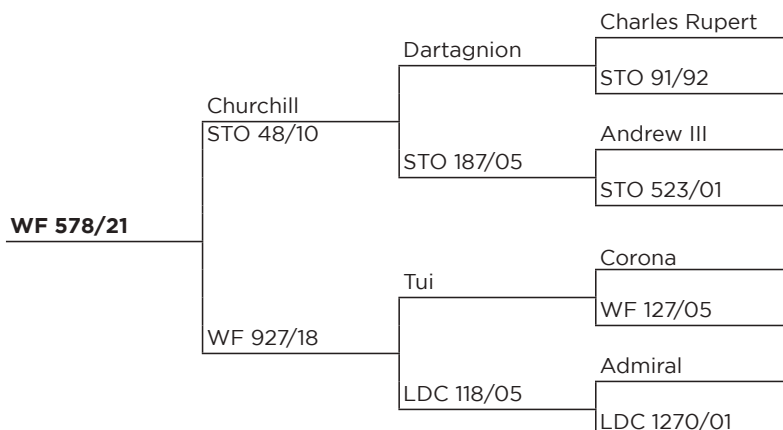 Charles Rupert
Dartagnion
STO 91/92
Churchill
STO 48/10
Andrew III
STO 187/05
STO 523/01
WF 578/21
Corona
Tui
WF 127/05
WF 927/18
Admiral
LDC 118/05
LDC 1270/01